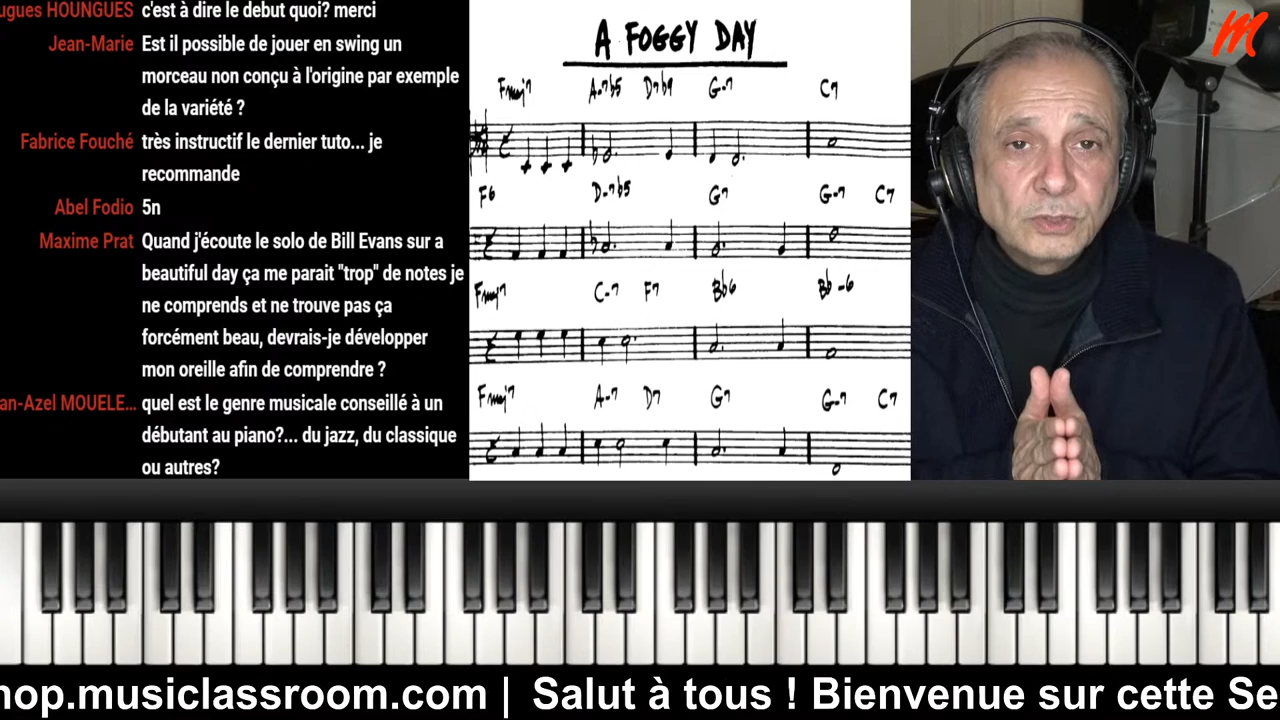 ugues HOUNGUES c'est à dire le debut quoi? merci
Jean-Marie Est il possible de jouer en swing un
morceau non conçu à l'origine par exemple
de la variété ?
Fabrice Fouché très instructif le dernier tuto... je
recommande
Abel Fodio 5n
Maxime Prat Quand j'écoute le solo de Bill Evans sur a
beautiful day ça me parait "trop" de notes je
ne comprends et ne trouve pas ça
forcément beau, devrais-je développer
mon oreille afin de comprendre ?
an-Azel MOUELE... quel est le genre musicale conseillé à un
débutant au piano?... du jazz, du classique
ou autres?
A FOGGY DAY
Fmaj7 A-7b5 D7b9 G-7 C7
F6 D-7b5 G7 G-7 C7
Fmaj7 C-7 F7 Bb6 Bb-6
Fmaj7 A-7 D7 G7 G-7 C7
M
hop.musiclassroom.com | Salut à tous ! Bienvenue sur cette Se